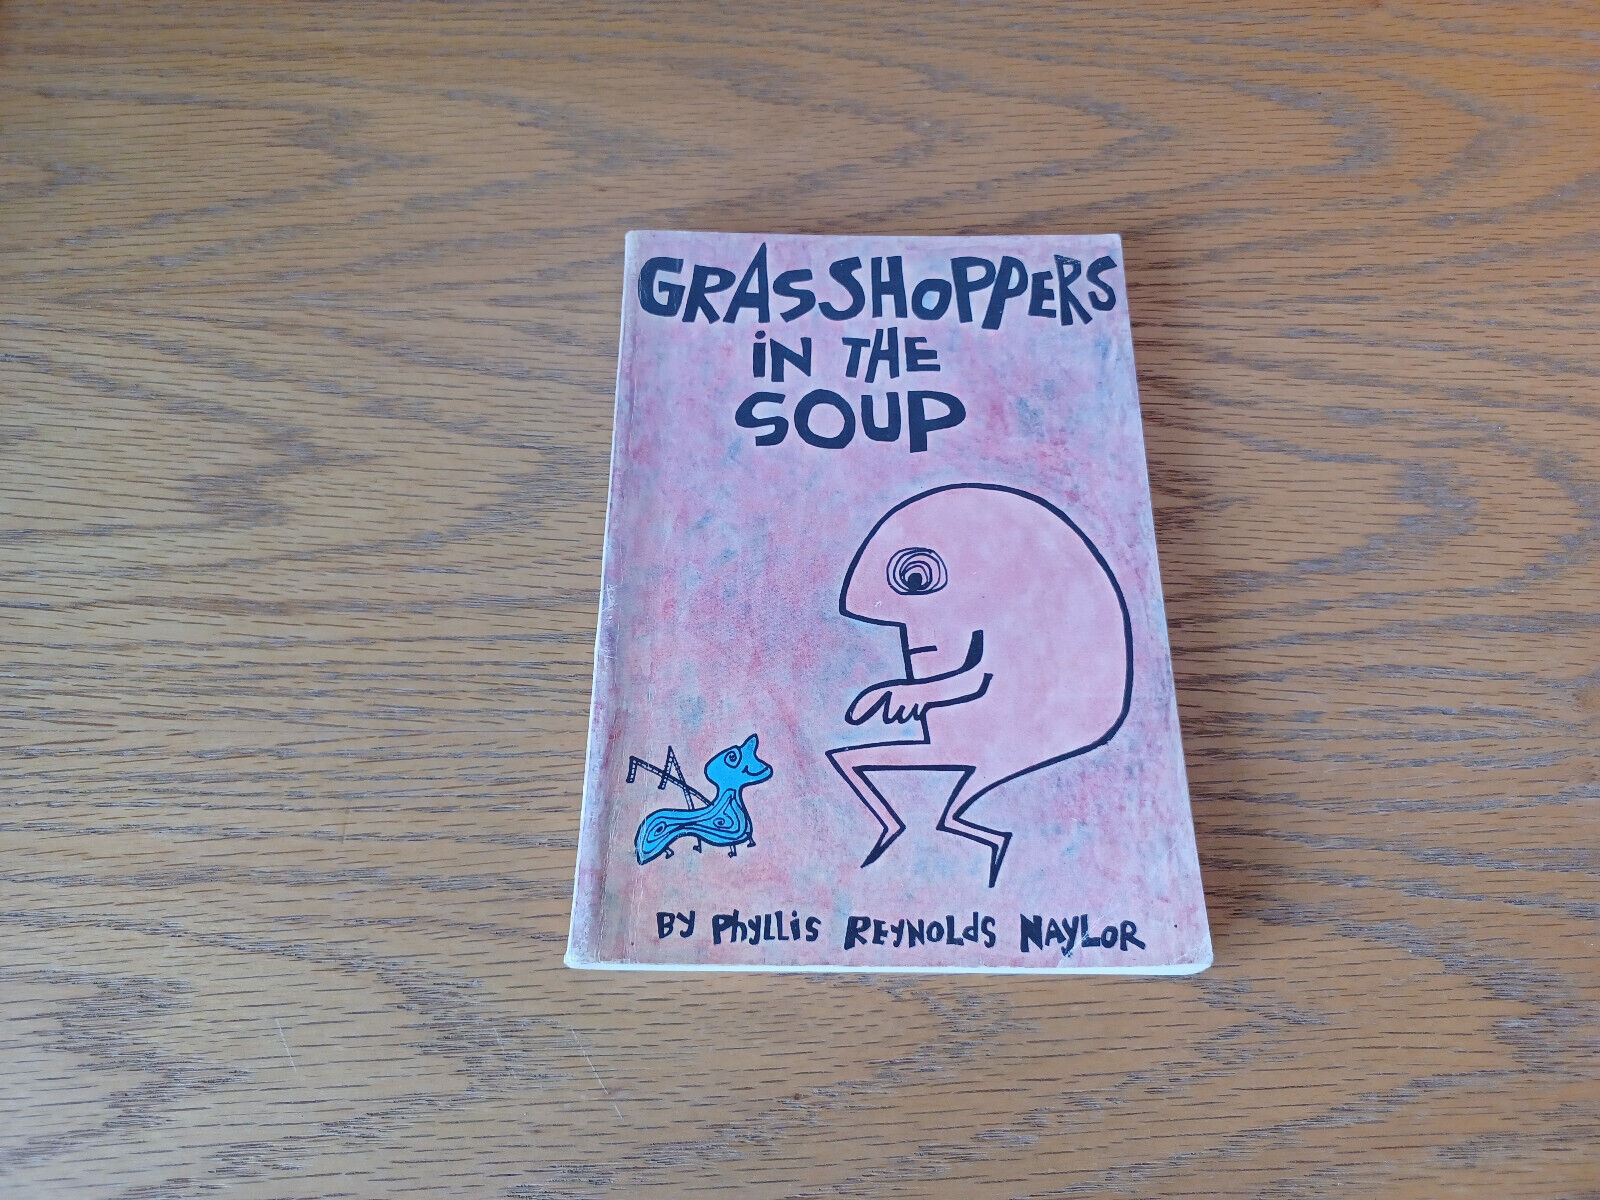 GRASSHOPPERS
iN THE
SOUP
BY PhylliS REyNOLdS NAYLOR